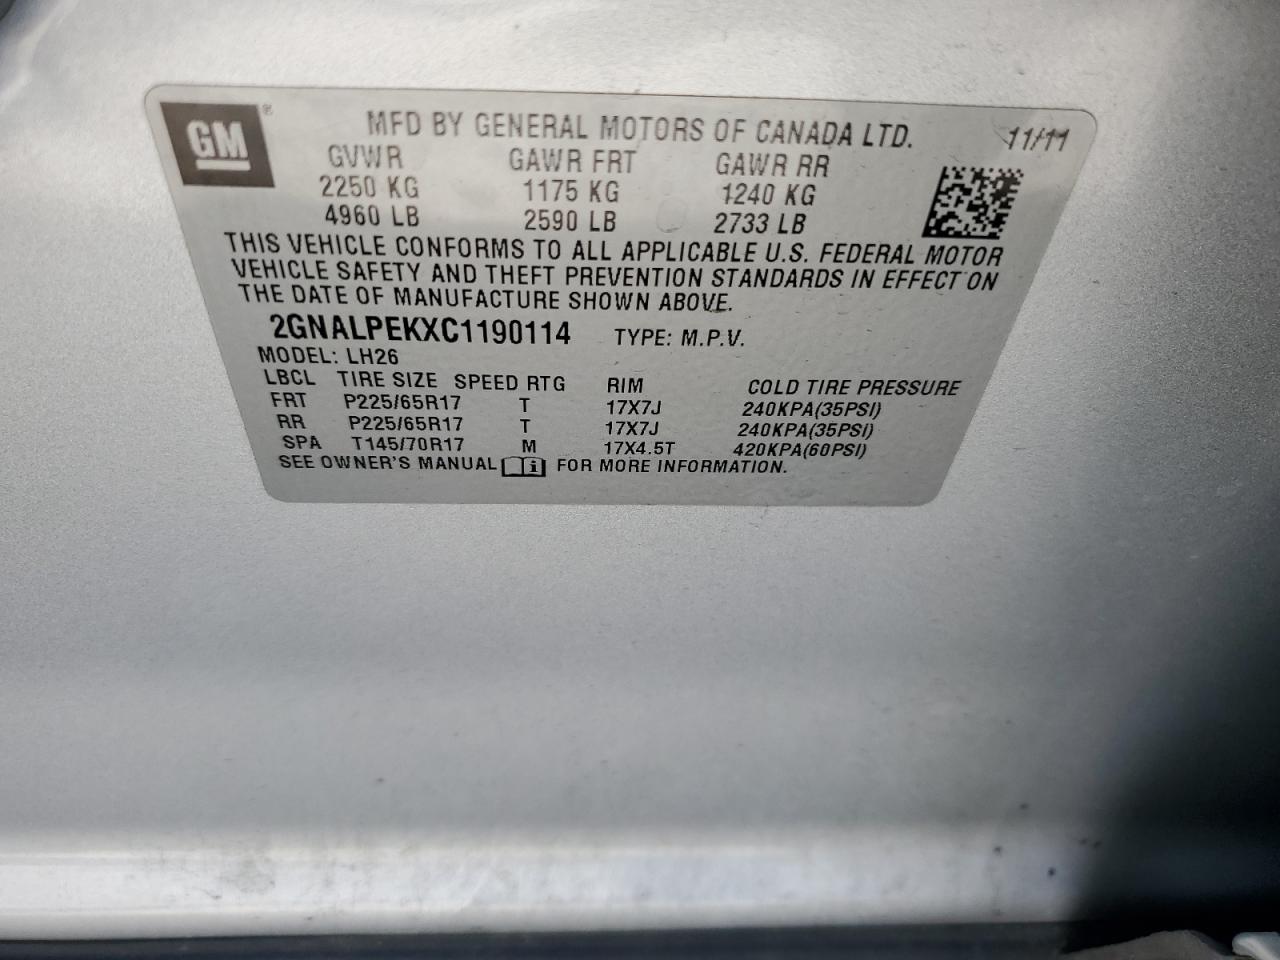 GM®
MFD BY GENERAL MOTORS OF CANADA LTD. 11/11
GVWR GAWR FRT GAWR RR
2250 KG 1175 KG 1240 KG
4960 LB 2590 LB 2733 LB
THIS VEHICLE CONFORMS TO ALL APPLICABLE U.S. FEDERAL MOTOR
VEHICLE SAFETY AND THEFT PREVENTION STANDARDS IN EFFECT ON
THE DATE OF MANUFACTURE SHOWN ABOVE.
2GNALPEKXC1190114 TYPE: M.P.V.
MODEL: LH26
LBCL TIRE SIZE SPEED RTG RIM COLD TIRE PRESSURE
FRT P225/65R17 T 17X7J 240KPA(35PSI)
RR P225/65R17 T 17X7J 240KPA(35PSI)
SPA T145/70R17 M 17X4.5T 420KPA(60PSI)
SEE OWNER'S MANUAL i FOR MORE INFORMATION.